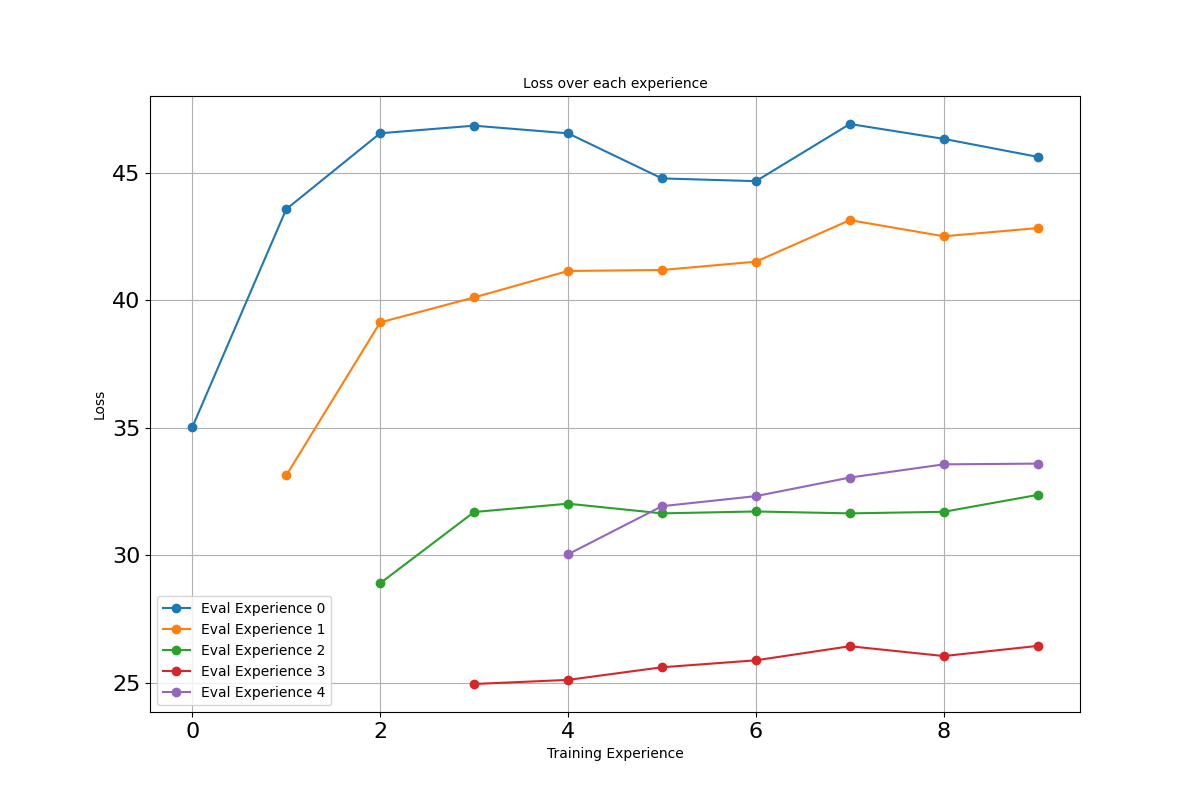 Loss over each experience
45
40
35
30
25
Loss
Eval Experience 0
Eval Experience 1
Eval Experience 2
Eval Experience 3
Eval Experience 4
0 2 4 6 8
Training Experience